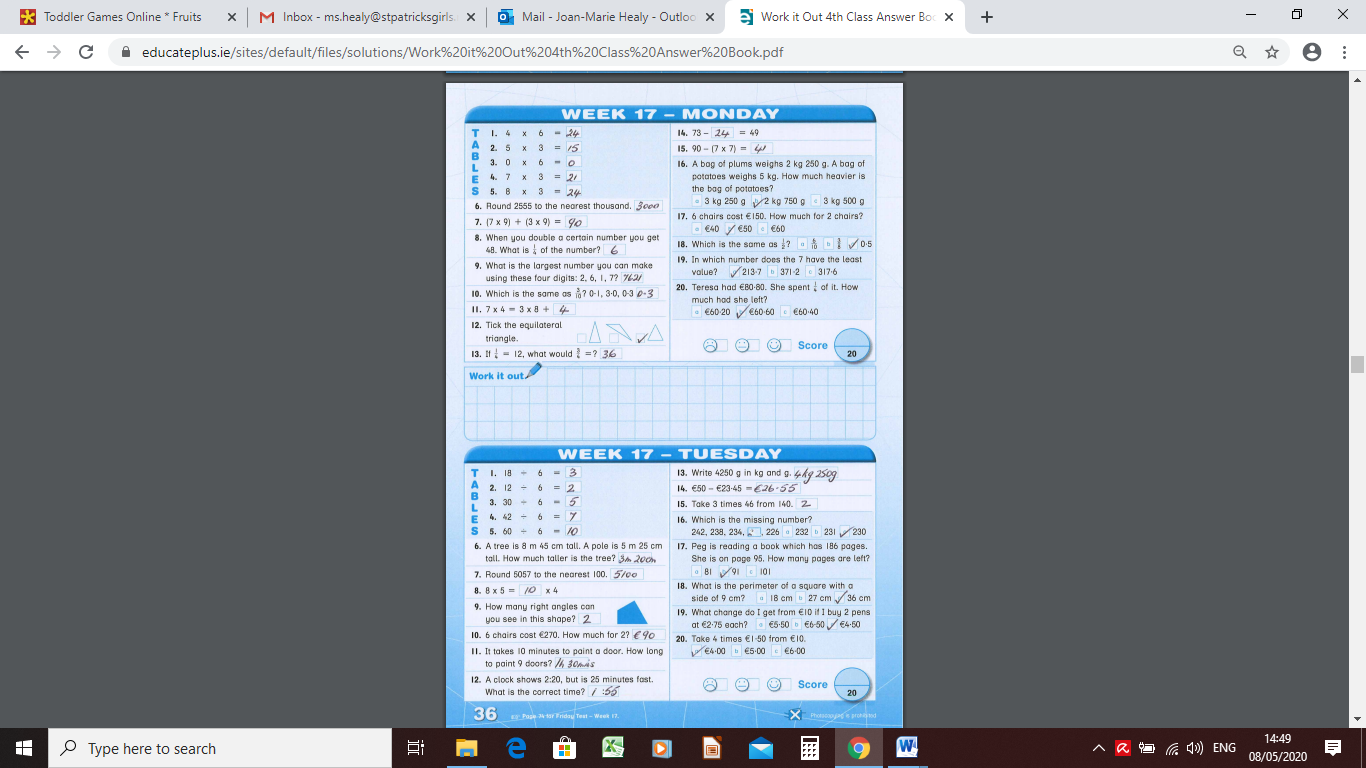 Toddler Games Online * Fruits
Inbox - ms.healy@stpatricksgirls.
Mail - Joan-Marie Healy - Outloo
Work it Out 4th Class Answer Boo
educateplus.ie/sites/default/files/solutions/Work%20it%20Out%204th%20Class%20Answer%20Book.pdf
WEEK 17 – MONDAY
TABLES
1. 4 x 6 = 24
2. 5 x 3 = 15
3. 0 x 6 = 0
4. 7 x 3 = 21
5. 8 x 3 = 24
6. Round 2555 to the nearest thousand. 3000
7. (7 x 9) + (3 x 9) = 90
8. When you double a certain number you get
48. What is 1/4 of the number? 6
9. What is the largest number you can make
using these four digits: 2, 6, 1, 7? 7621
10. Which is the same as 3/10? 0·1, 3·0, 0·3 0·3
11. 7 x 4 = 3 x 8 + 4
12. Tick the equilateral
triangle.
13. If 1/4 = 12, what would 3/4 =? 36
14. 73 – 24 = 49
15. 90 – (7 x 7) = 41
16. A bag of plums weighs 2 kg 250 g. A bag of
potatoes weighs 5 kg. How much heavier is
the bag of potatoes?
a 3 kg 250 g 2 kg 750 g c 3 kg 500 g
17. 6 chairs cost €150. How much for 2 chairs?
a €40 €50 c €60
18. Which is the same as ? a b 0·5
19. In which number does the 7 have the least
value? 213·7 b 371·2 c 317·6
20. Teresa had €80·80. She spent 1/4 of it. How
much had she left?
a €60·20 €60·60 c €60·40
Score
20
Work it out
WEEK 17 – TUESDAY
TABLES
1. 18 ÷ 6 = 3
2. 12 ÷ 6 = 2
3. 30 ÷ 6 = 5
4. 42 ÷ 6 = 7
5. 60 ÷ 6 = 10
6. A tree is 8 m 45 cm tall. A pole is 5 m 25 cm
tall. How much taller is the tree? 3m 20cm
7. Round 5057 to the nearest 100. 5100
8. 8 x 5 = 10 x 4
9. How many right angles can
you see in this shape? 2
10. 6 chairs cost €270. How much for 2? €90
11. It takes 10 minutes to paint a door. How long
to paint 9 doors? 1h 30mins
12. A clock shows 2:20, but is 25 minutes fast.
What is the correct time? 1:55
13. Write 4250 g in kg and g. 4kg 250g
14. €50 – €23·45 = €26·55
15. Take 3 times 46 from 140. 2
16. Which is the missing number?
242, 238, 234, , 226 a 232 b 231 230
17. Peg is reading a book which has 186 pages.
She is on page 95. How many pages are left?
a 81 91 c 101
18. What is the perimeter of a square with a
side of 9 cm? a 18 cm b 27 cm 36 cm
19. What change do I get from €10 if I buy 2 pens
at €2·75 each? a €5·50 b €6·50 €4·50
20. Take 4 times €1·50 from €10.
€4·00 b €5·00 c €6·00
Score
20
36
Page 74 for Friday Test – Week 17.
Photocopying is prohibited
Type here to search
ENG
14:49
08/05/2020